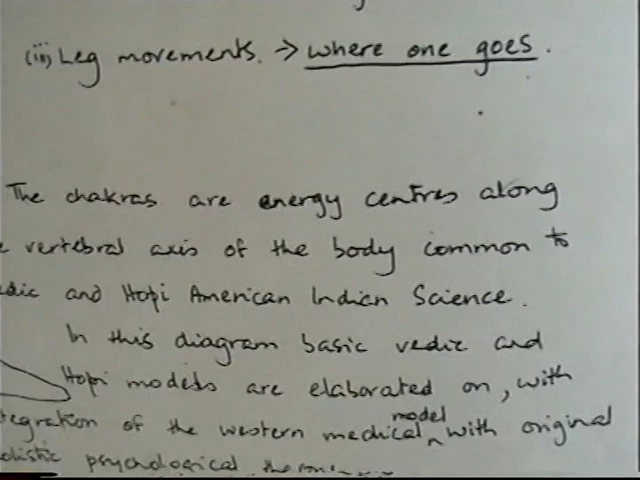 (iii) Leg movements. → where one goes.
The chakras are energy centres along
vertebral axis of the body common to
and Hopi American Indian Science.
In this diagram basic vedic and
Hopi models are elaborated on, with
tegration of the western medical model with original
olistic psychological